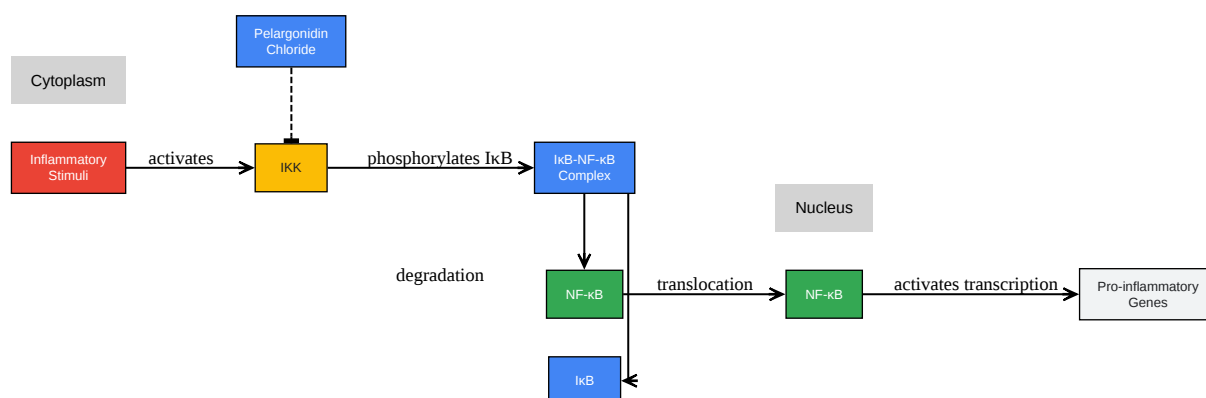 Pelargonidin
Chloride
Cytoplasm
Inflammatory
Stimuli
activates
IKK
phosphorylates IκB
IκB-NF-κB
Complex
Nucleus
degradation
NF-κB
translocation
NF-κB
activates transcription
Pro-inflammatory
Genes
IκB